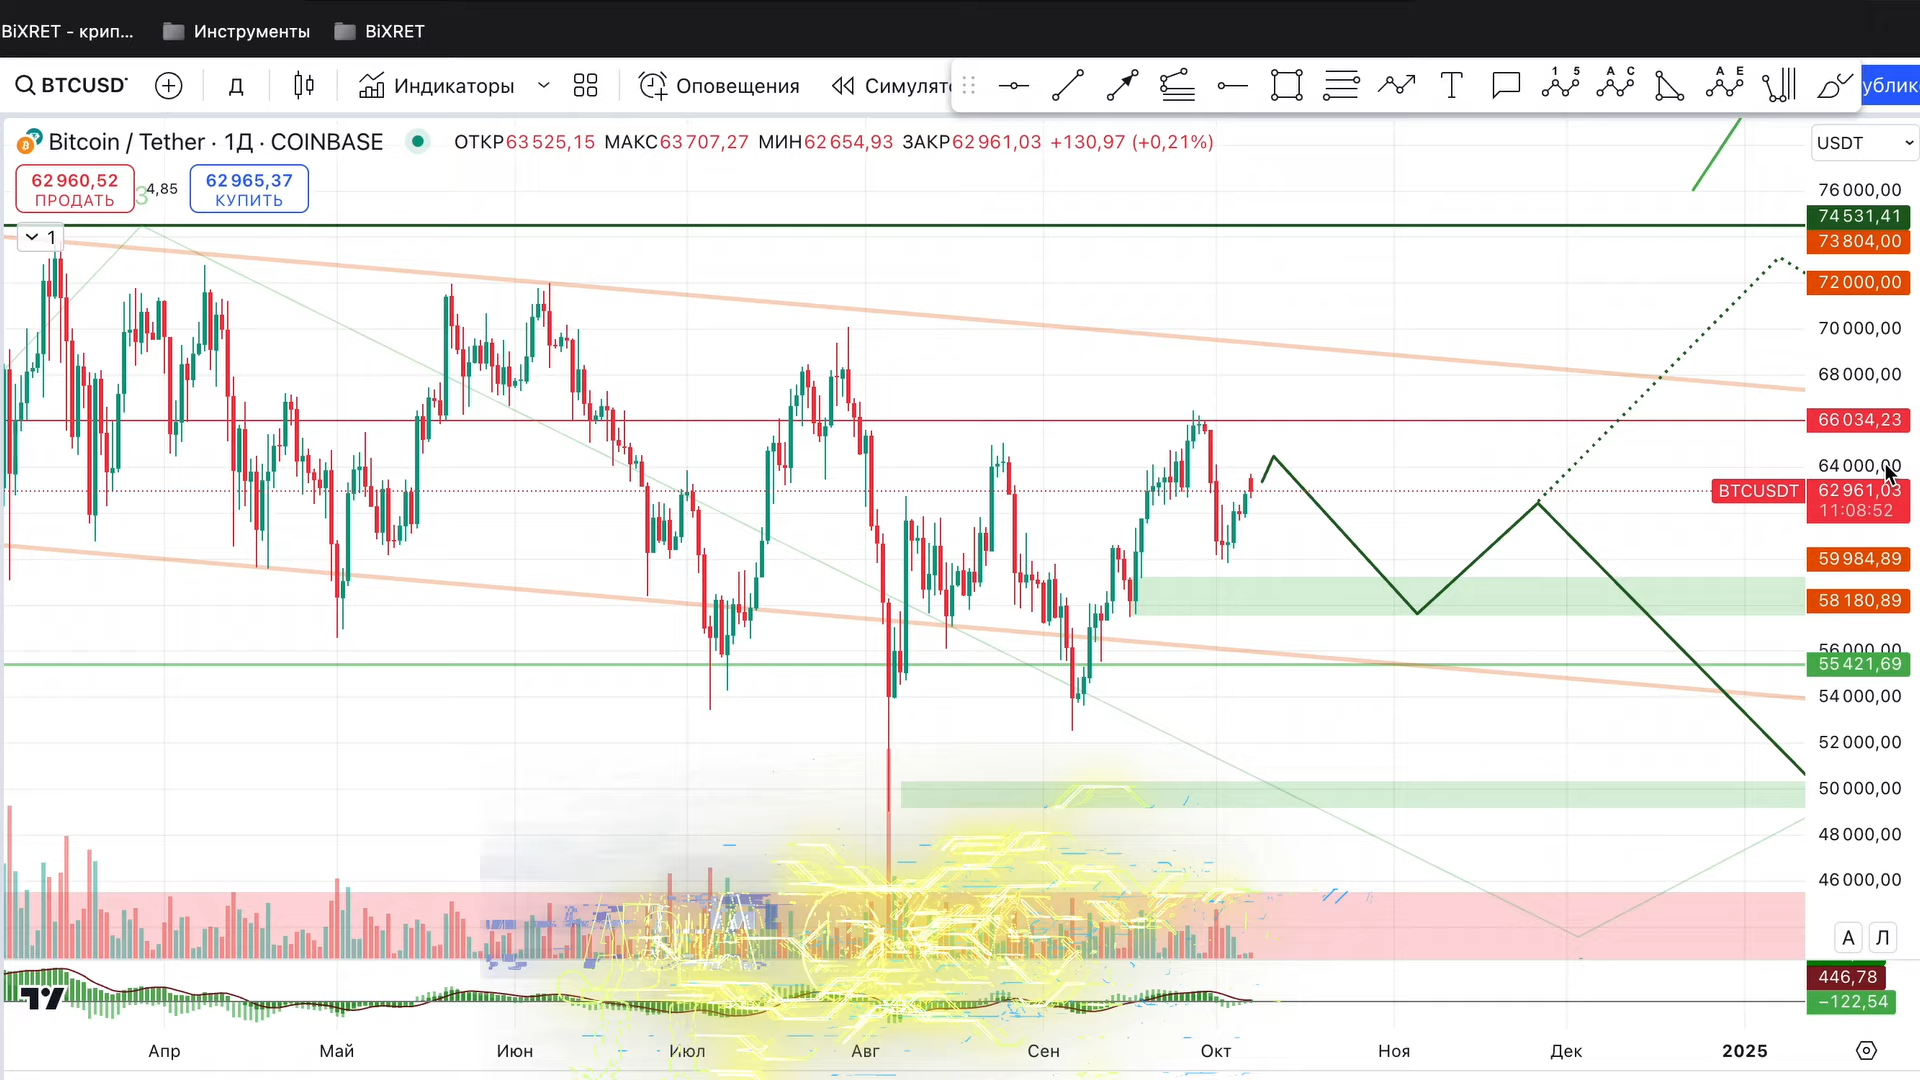 BiXRET - крип...
Инструменты
BiXRET
BTCUSD
Д
Индикаторы
Оповещения
1 5
A C
A E
T
Bitcoin / Tether · 1Д · COINBASE
ОТКР63 525,15 МАКС63 707,27 МИН62 654,93 ЗАКР62 961,03 +130,97 (+0,21%)
USDT
62 960,52
ПРОДАТЬ
4,85
62 965,37
КУПИТЬ
3
1
76 000,00
74 531,41
73 804,00
72 000,00
70 000,00
68 000,00
66 034,23
64 000,00
BTCUSDT
62 961,03
11:08:52
59 984,89
58 180,89
56 000,00
55 421,69
54 000,00
52 000,00
50 000,00
48 000,00
46 000,00
А
Л
446,78
−122,54
Апр
Май
Июн
Июл
Авг
Сен
Окт
Ноя
Дек
2025